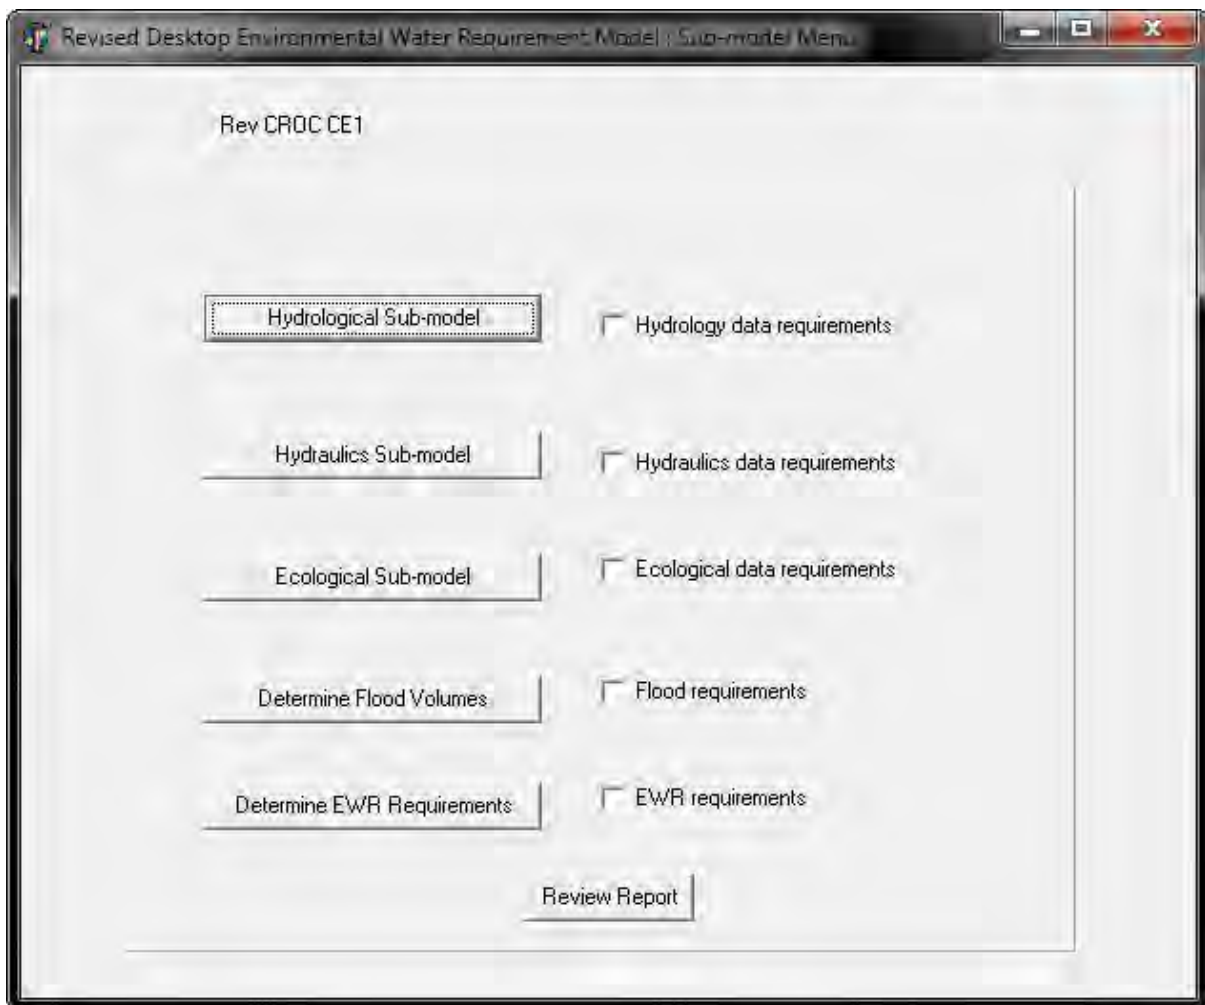 Revised Desktop Environmental Water Requirement Model : Sub-model Menu
Rev CROC CE1
Hydrological Sub-model
Hydrology data requirements
Hydraulics Sub-model
Hydraulics data requirements
Ecological Sub-model
Ecological data requirements
Determine Flood Volumes
Flood requirements
Determine EWR Requirements
EWR requirements
Review Report